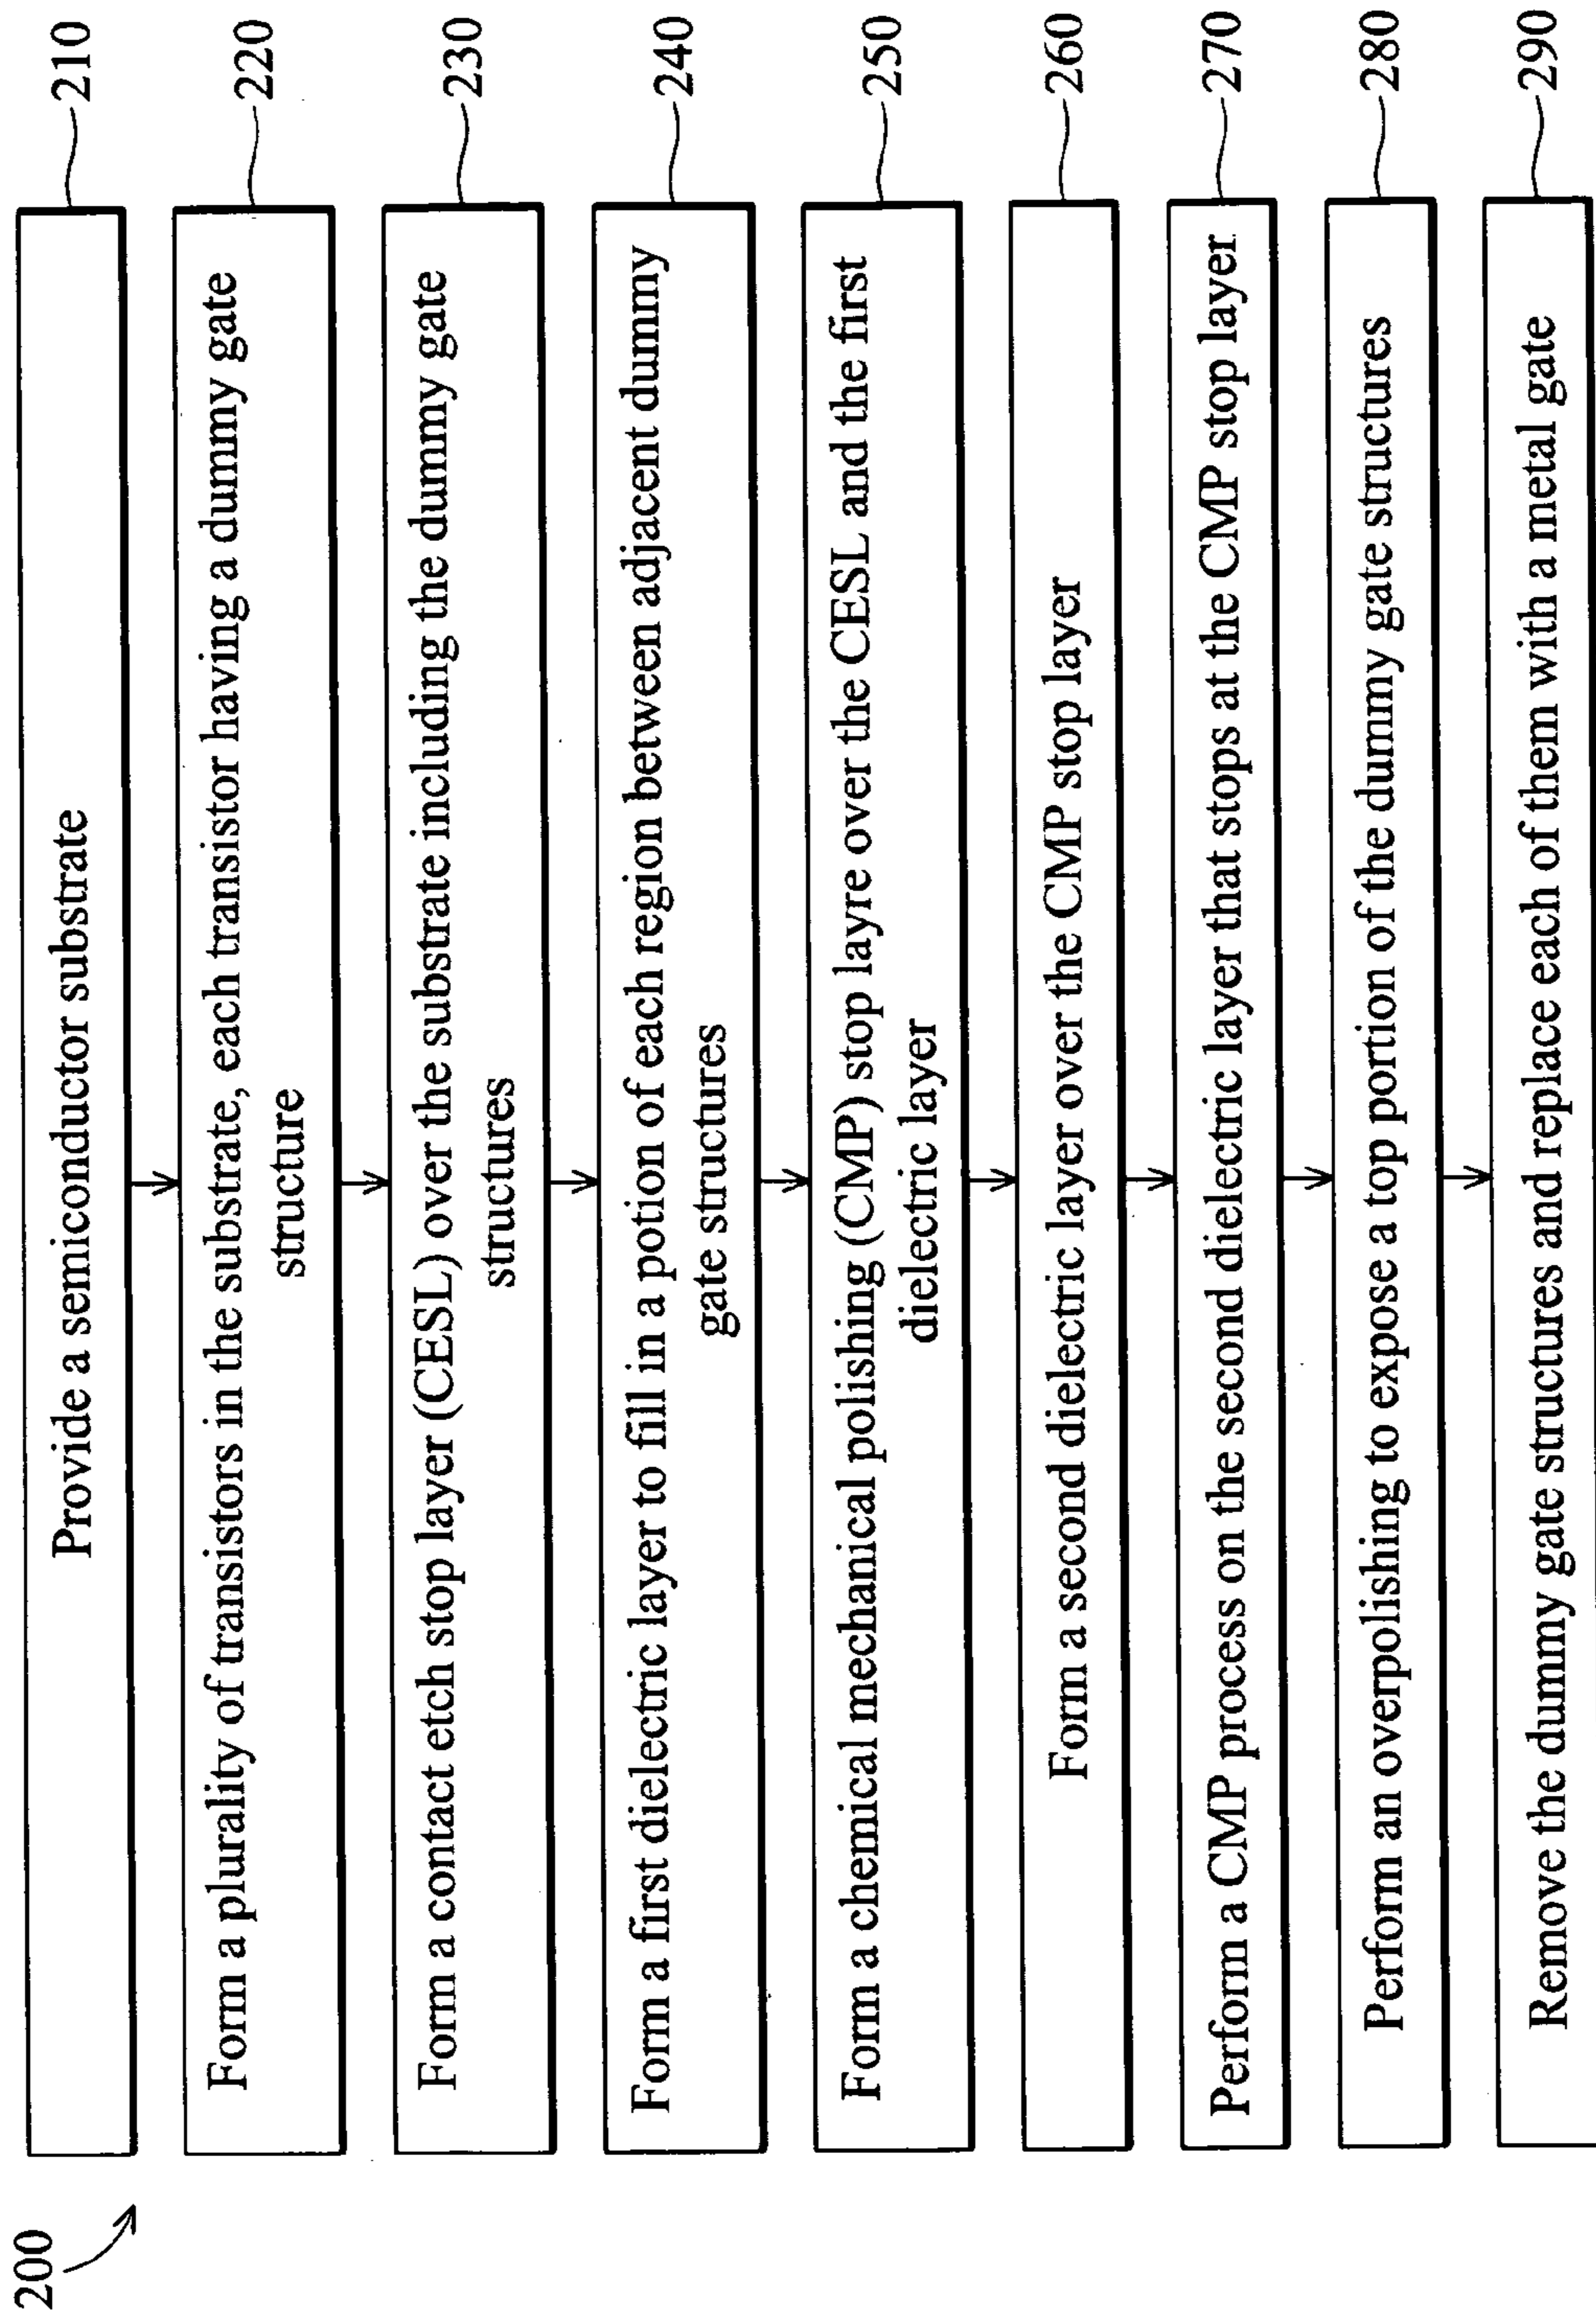 200
Provide a semiconductor substrate
210
Form a plurality of transistors in the substrate, each transistor having a dummy gate
structure
220
Form a contact etch stop layer (CESL) over the substrate including the dummy gate
structures
230
Form a first dielectric layer to fill in a potion of each region between adjacent dummy
gate structures
240
Form a chemical mechanical polishing (CMP) stop layre over the CESL and the first
dielectric layer
250
Form a second dielectric layer over the CMP stop layer
260
Perform a CMP process on the second dielectric layer that stops at the CMP stop layer
270
Perform an overpolishing to expose a top portion of the dummy gate structures
280
Remove the dummy gate structures and replace each of them with a metal gate
290